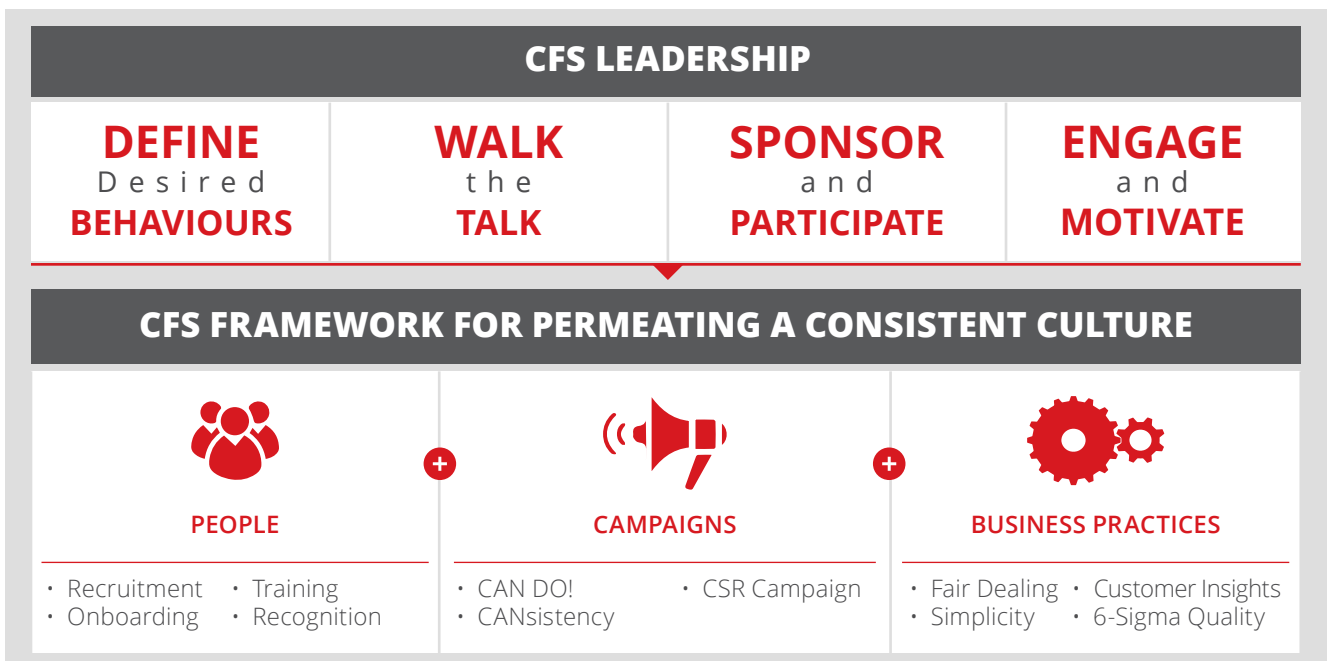 CFS LEADERSHIP
DEFINE
Desired
BEHAVIOURS
WALK
the
TALK
SPONSOR
and
PARTICIPATE
ENGAGE
and
MOTIVATE
CFS FRAMEWORK FOR PERMEATING A CONSISTENT CULTURE
PEOPLE
• Recruitment
• Onboarding
• Training
• Recognition
CAMPAIGNS
• CAN DO!
• CANsistency
• CSR Campaign
BUSINESS PRACTICES
• Fair Dealing
• Simplicity
• Customer Insights
• 6-Sigma Quality